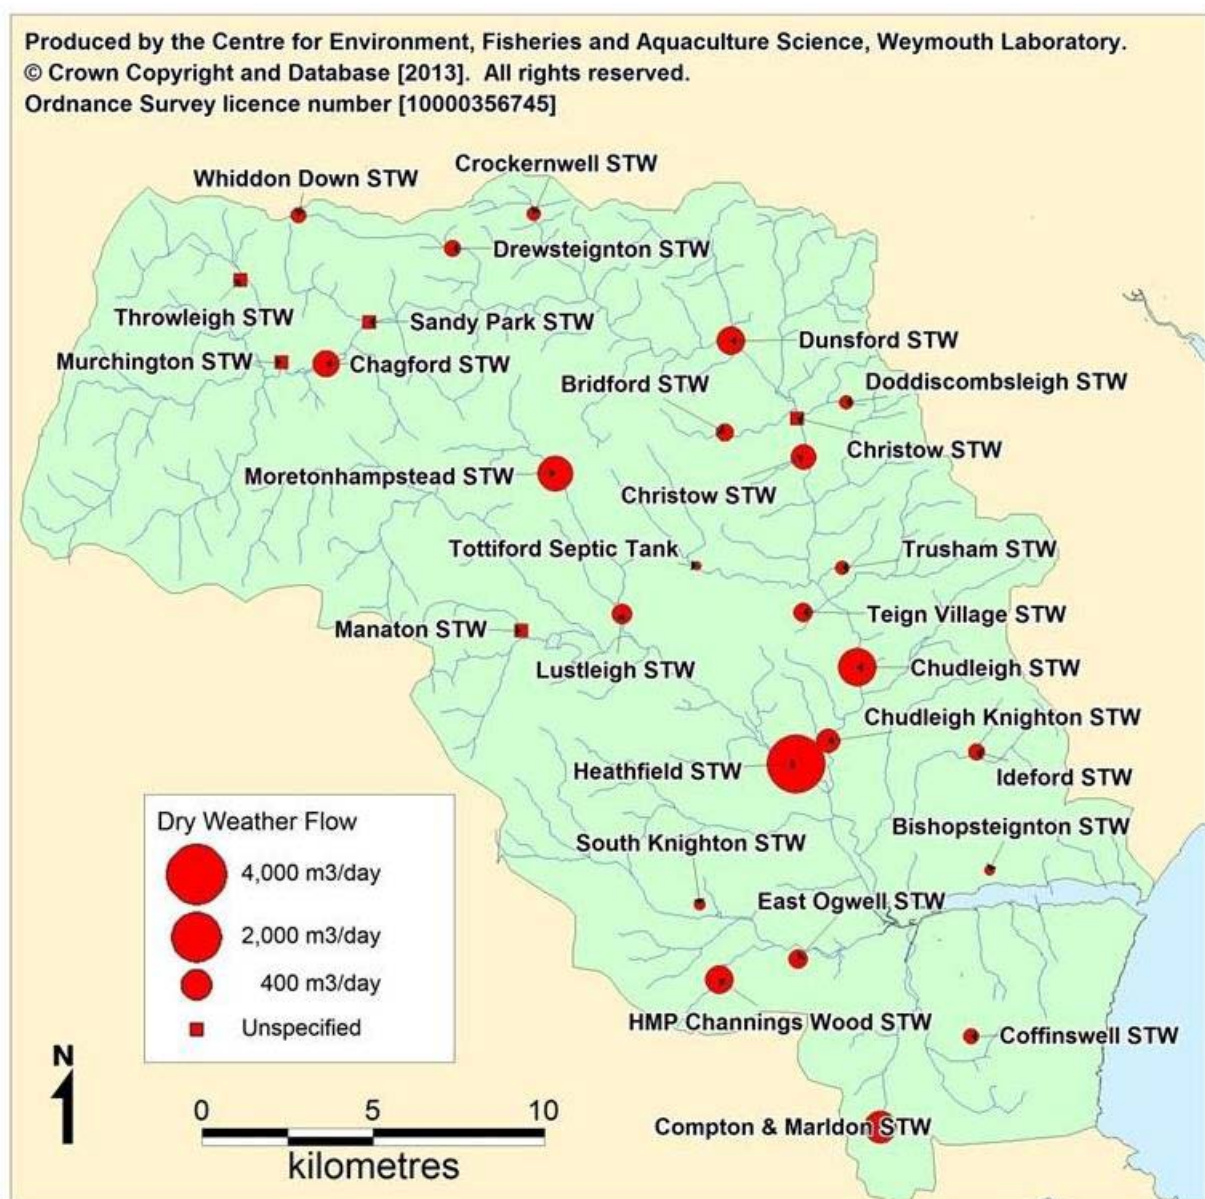 Produced by the Centre for Environment, Fisheries and Aquaculture Science, Weymouth Laboratory.
© Crown Copyright and Database [2013].  All rights reserved.
Ordnance Survey licence number [10000356745]
Crockernwell STW
Whiddon Down STW
Drewsteignton STW
Throwleigh STW
Sandy Park STW
Dunsford STW
Murchington STW
Chagford STW
Bridford STW
Doddiscombsleigh STW
Christow STW
Moretonhampstead STW
Christow STW
Tottiford Septic Tank
Trusham STW
Teign Village STW
Manaton STW
Lustleigh STW
Chudleigh STW
Chudleigh Knighton STW
Heathfield STW
Ideford STW
Bishopsteignton STW
South Knighton STW
East Ogwell STW
HMP Channings Wood STW
Coffinswell STW
Compton & Marldon STW
Dry Weather Flow
4,000 m3/day
2,000 m3/day
400 m3/day
Unspecified
N
0 5 10
kilometres